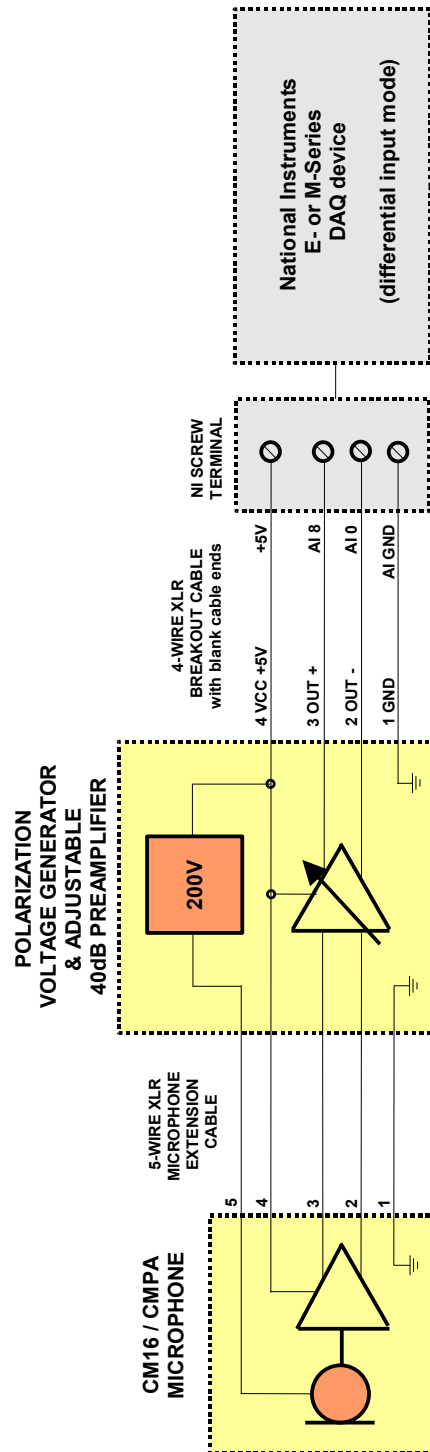 CM16 / CMPA
MICROPHONE
5-WIRE XLR
MICROPHONE
EXTENSION
CABLE
5
4
3
2
1
POLARIZATION
VOLTAGE GENERATOR
& ADJUSTABLE
40dB PREAMPLIFIER
200V
4-WIRE XLR
BREAKOUT CABLE
with blank cable ends
4 VCC +5V
+5V
3 OUT +
AI 8
2 OUT -
AI 0
1 GND
AI GND
NI SCREW
TERMINAL
National Instruments
E- or M-Series
DAQ device
(differential input mode)